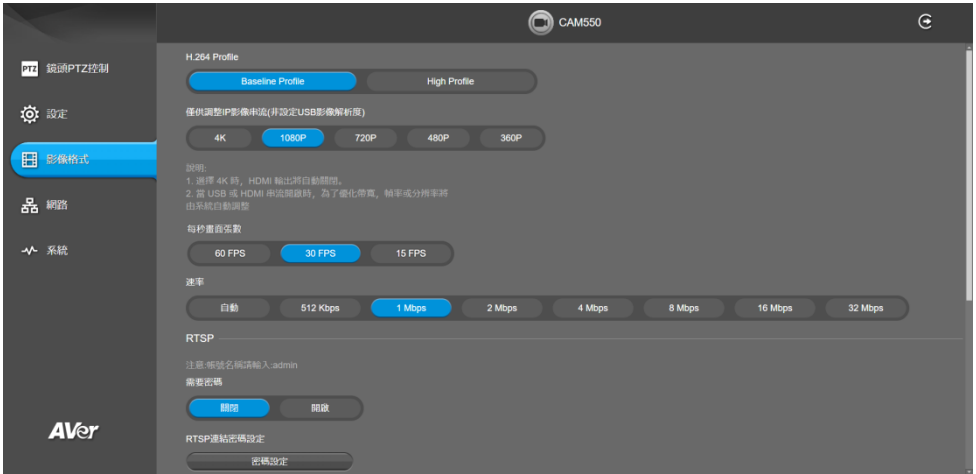 CAM550
PTZ 鏡頭PTZ控制
設定
影像格式
網路
系統
AVer
H.264 Profile
Baseline Profile High Profile
僅供調整IP影像串流(非設定USB影像解析度)
4K 1080P 720P 480P 360P
說明:
1. 選擇 4K 時，HDMI 輸出將自動關閉。
2. 當 USB 或 HDMI 串流開啟時，為了優化帶寬，幀率或分辨率將
由系統自動調整
每秒畫面張數
60 FPS 30 FPS 15 FPS
速率
自動 512 Kbps 1 Mbps 2 Mbps 4 Mbps 8 Mbps 16 Mbps 32 Mbps
RTSP
注意:帳號名稱請輸入:admin
需要密碼
關閉 開啟
RTSP連結密碼設定
密碼設定